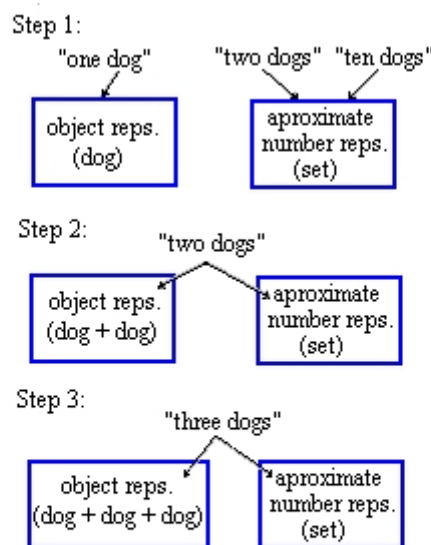 Step 1:
"one dog"
"two dogs" "ten dogs"
object reps.
(dog)
aproximate
number reps.
(set)
Step 2:
"two dogs"
object reps.
(dog + dog)
aproximate
number reps.
(set)
Step 3:
"three dogs"
object reps.
(dog + dog + dog)
aproximate
number reps.
(set)